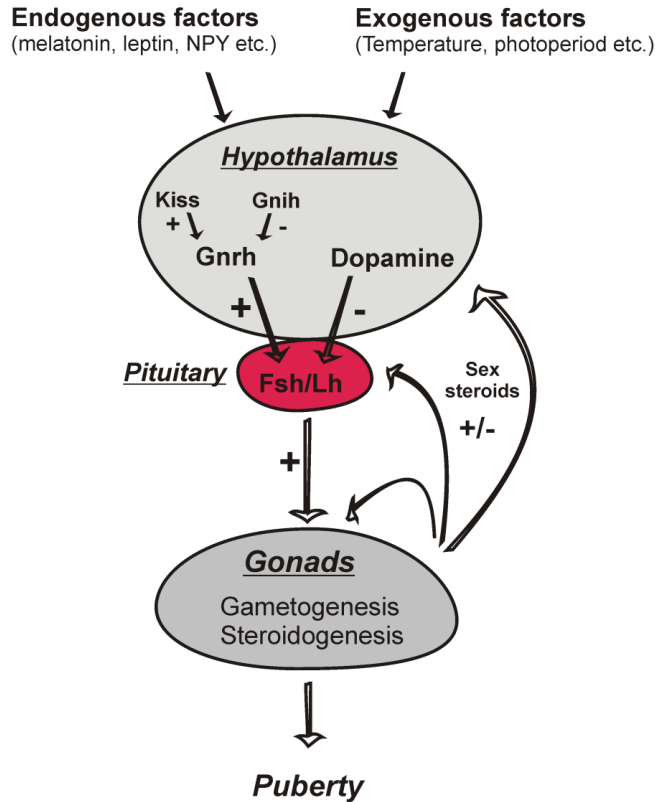 Endogenous factors
(melatonin, leptin, NPY etc.)
Exogenous factors
(Temperature, photoperiod etc.)
Hypothalamus
Kiss
+
Gnih
-
Gnrh
Dopamine
+
-
Pituitary
Fsh/Lh
Sex
steroids
+/-
+
Gonads
Gametogenesis
Steroidogenesis
Puberty